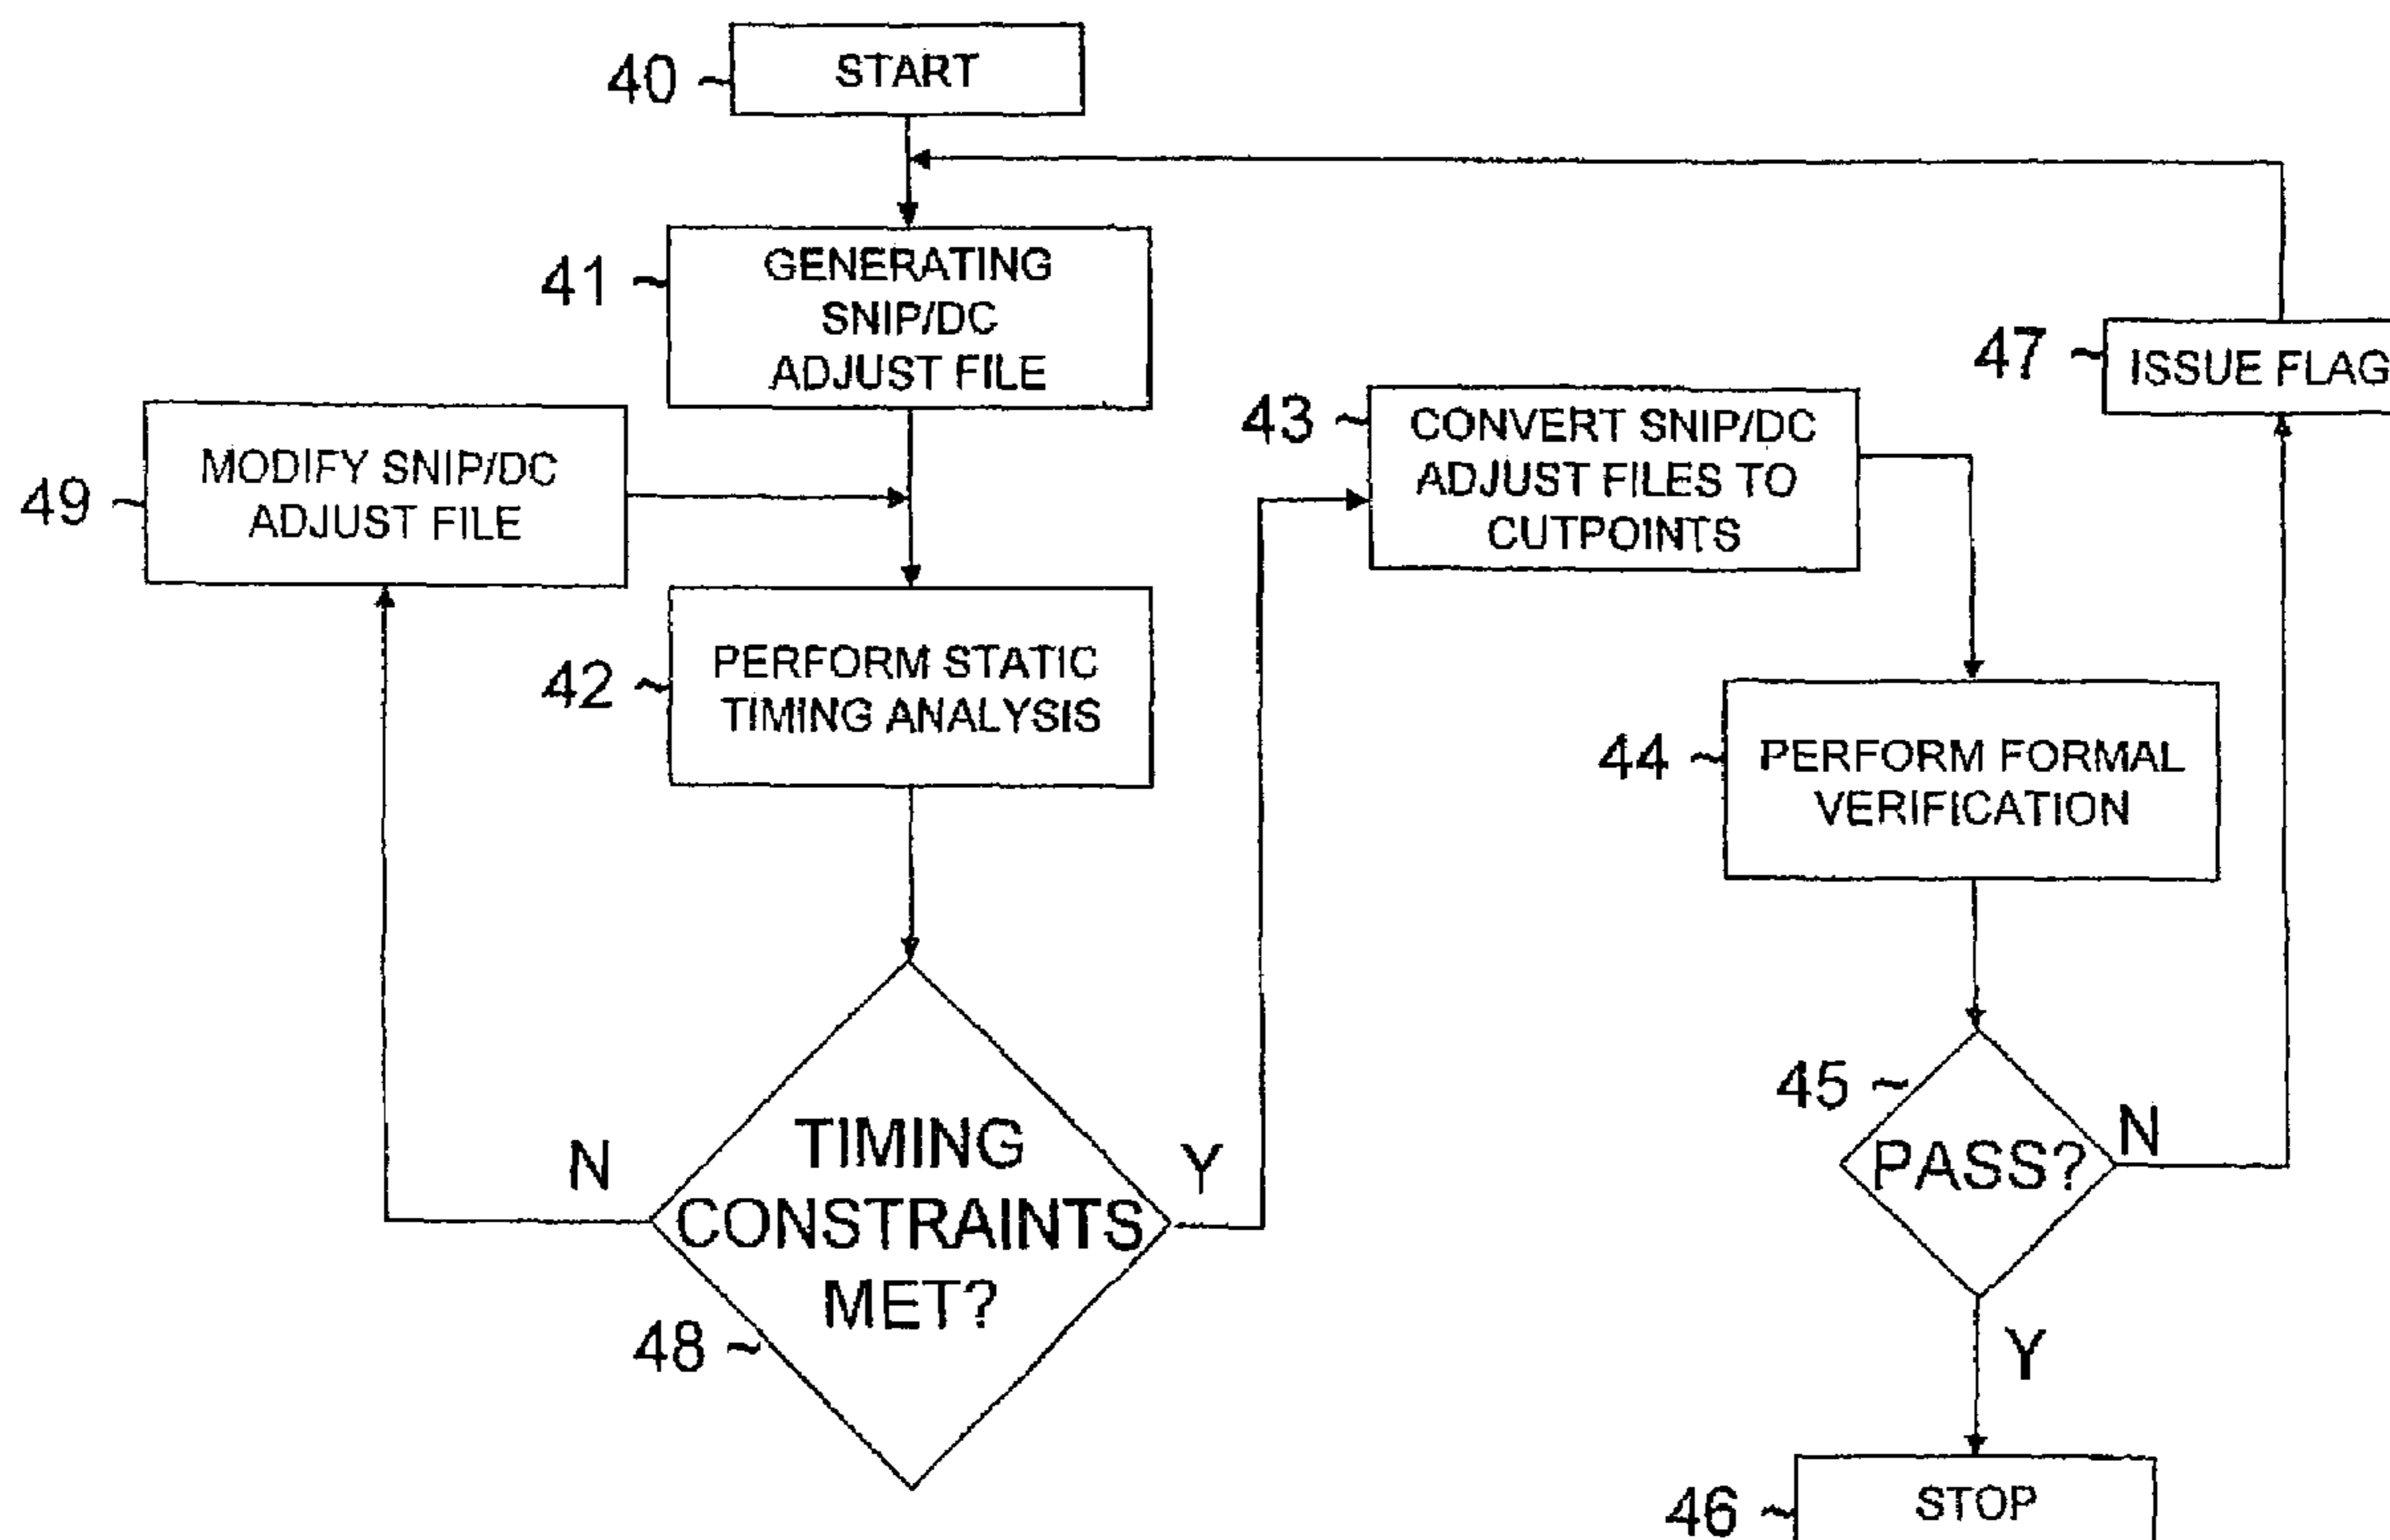 40
START
41
GENERATING
SNIP/DC
ADJUST FILE
49
MODIFY SNIP/DC
ADJUST FILE
42
PERFORM STATIC
TIMING ANALYSIS
N
TIMING
CONSTRAINTS
MET?
Y
48
43
CONVERT SNIP/DC
ADJUST FILES TO
CUTPOINTS
47
ISSUE FLAG
44
PERFORM FORMAL
VERIFICATION
45
PASS?
N
Y
46
STOP